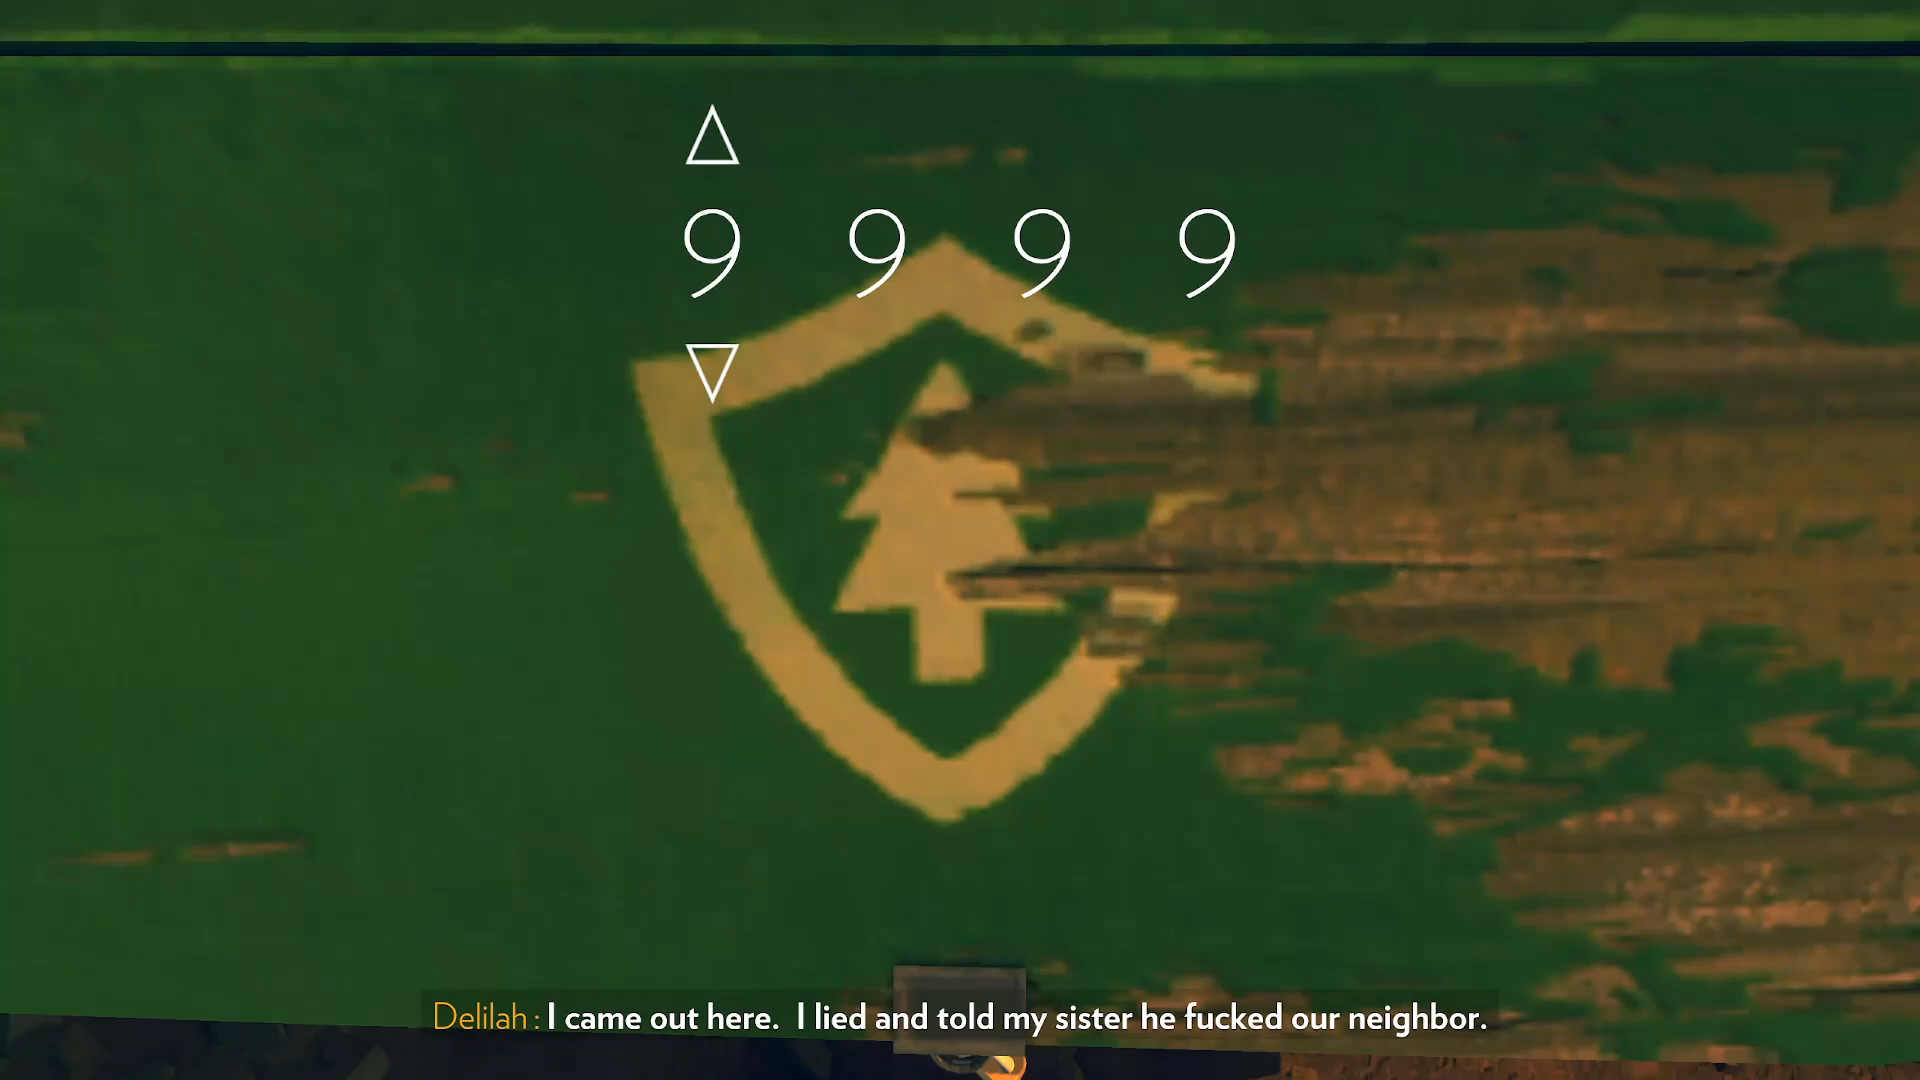 9 9 9 9
Delilah: I came out here. I lied and told my sister he fucked our neighbor.